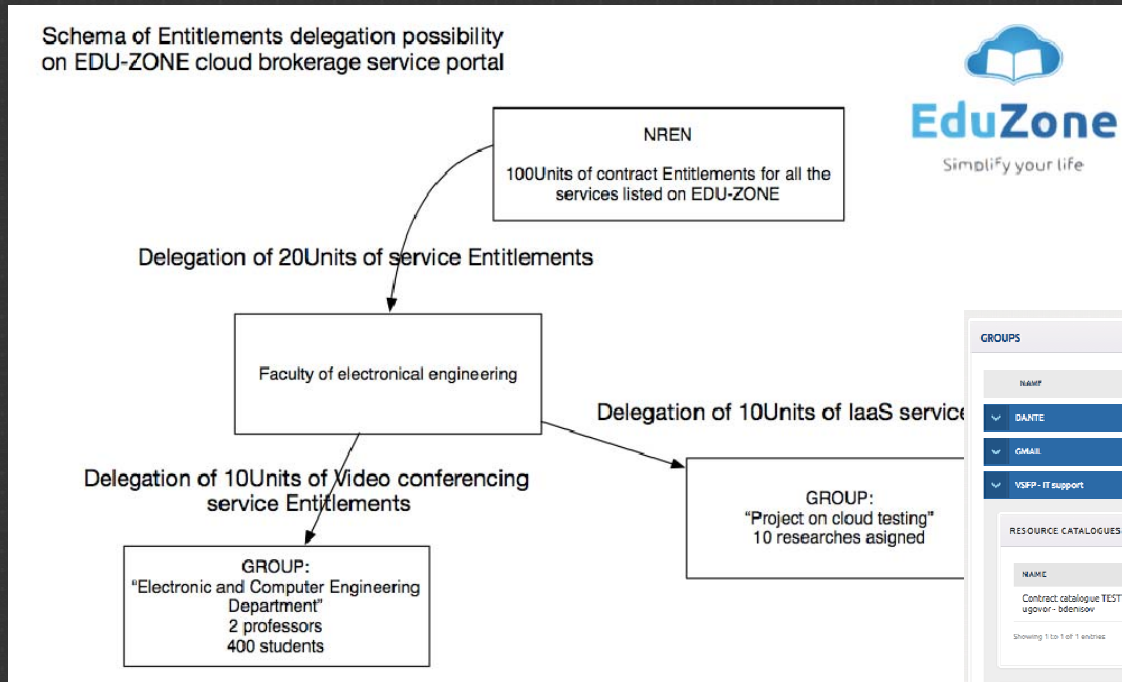 Schema of Entitlements delegation possibility
on EDU-ZONE cloud brokerage service portal
EduZone
Simplify your life
NREN
100Units of contract Entitlements for all the
services listed on EDU-ZONE
Delegation of 20Units of service Entitlements
Faculty of electronical engineering
Delegation of 10Units of IaaS service
Delegation of 10Units of Video conferencing
service Entitlements
GROUP:
"Project on cloud testing"
10 researches asigned
GROUP:
"Electronic and Computer Engineering
Department"
2 professors
400 students
GROUPS
NAME
DANTE
GMAIL
VSIFP - IT support
RESOURCE CATALOGUES
NAME
Contract catalogue TEST
ugovor - bdenisov
Showing 1 to 1 of 1 entries